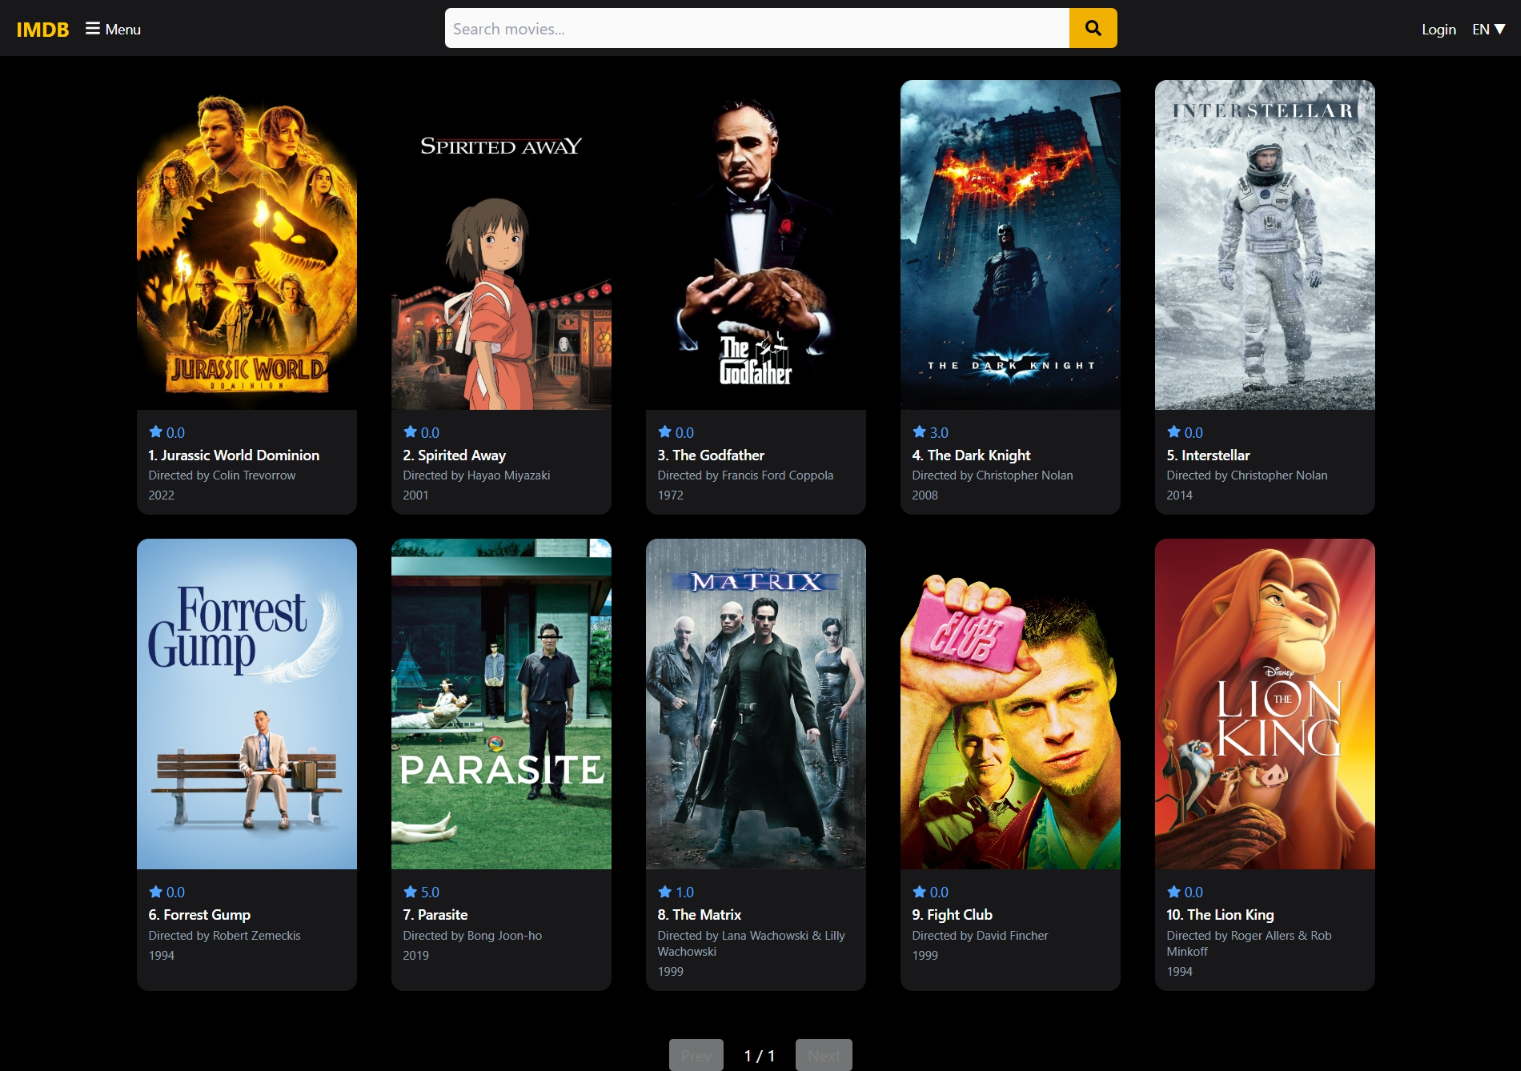 IMDB
Menu
Search movies...
Login
EN ▼
JURASSIC WORLD
DOMINION
0.0
1. Jurassic World Dominion
Directed by Colin Trevorrow
2022
SPIRITED AWAY
0.0
2. Spirited Away
Directed by Hayao Miyazaki
2001
The
Godfather
0.0
3. The Godfather
Directed by Francis Ford Coppola
1972
THE DARK KNIGHT
3.0
4. The Dark Knight
Directed by Christopher Nolan
2008
INTERSTELLAR
0.0
5. Interstellar
Directed by Christopher Nolan
2014
Forrest
Gump
0.0
6. Forrest Gump
Directed by Robert Zemeckis
1994
PARASITE
5.0
7. Parasite
Directed by Bong Joon-ho
2019
MATRIX
1.0
8. The Matrix
Directed by Lana Wachowski & Lilly
Wachowski
1999
FIGHT
CLUB
0.0
9. Fight Club
Directed by David Fincher
1999
Disney
THE
LION
KING
0.0
10. The Lion King
Directed by Roger Allers & Rob
Minkoff
1994
Prev
1 / 1
Next